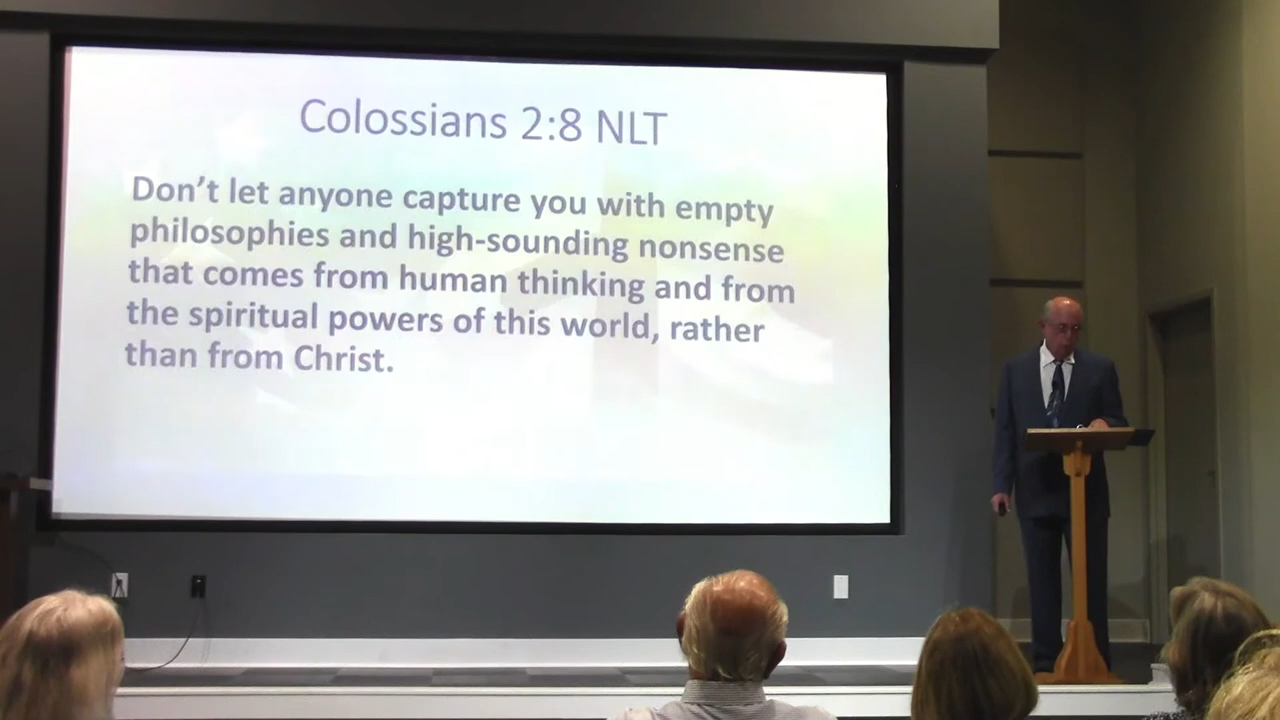 Colossians 2:8 NLT
Don’t let anyone capture you with empty
philosophies and high-sounding nonsense
that comes from human thinking and from
the spiritual powers of this world, rather
than from Christ.